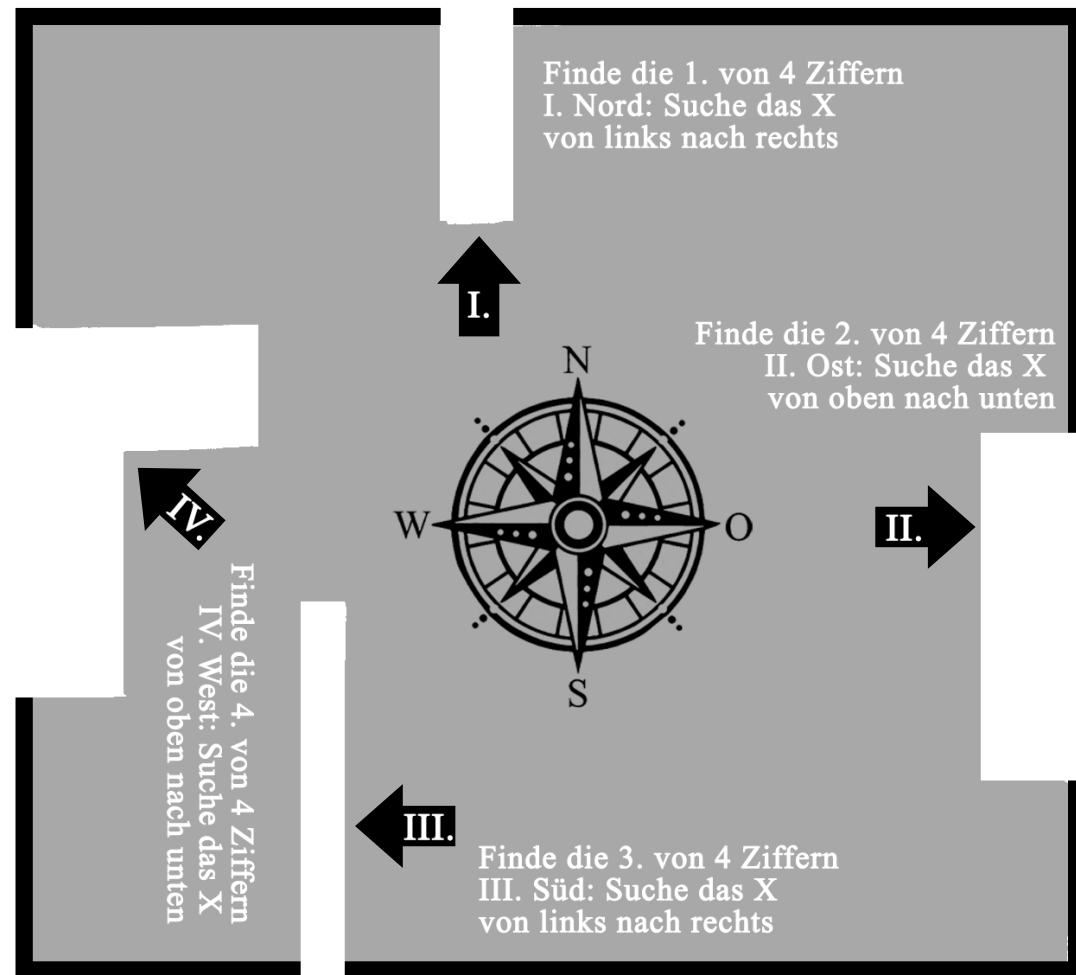 Finde die 1. von 4 Ziffern
I. Nord: Suche das X
von links nach rechts
I.
Finde die 2. von 4 Ziffern
II. Ost: Suche das X
von oben nach unten
N
W
O
S
II.
IV.
Finde die 4. von 4 Ziffern
IV. West: Suche das X
von oben nach unten
III.
Finde die 3. von 4 Ziffern
III. Süd: Suche das X
von links nach rechts